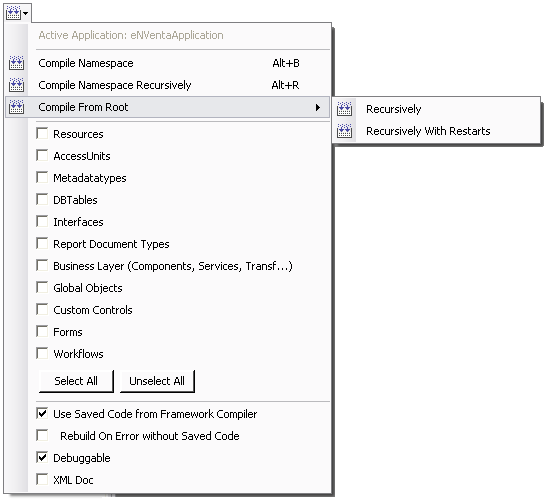 Active Application: eNVentaApplication
Compile Namespace Alt+B
Compile Namespace Recursively Alt+R
Compile From Root
Recursively
Recursively With Restarts
Resources
AccessUnits
Metadatatypes
DBTables
Interfaces
Report Document Types
Business Layer (Components, Services, Transf...)
Global Objects
Custom Controls
Forms
Workflows
Select All Unselect All
Use Saved Code from Framework Compiler
Rebuild On Error without Saved Code
Debuggable
XML Doc